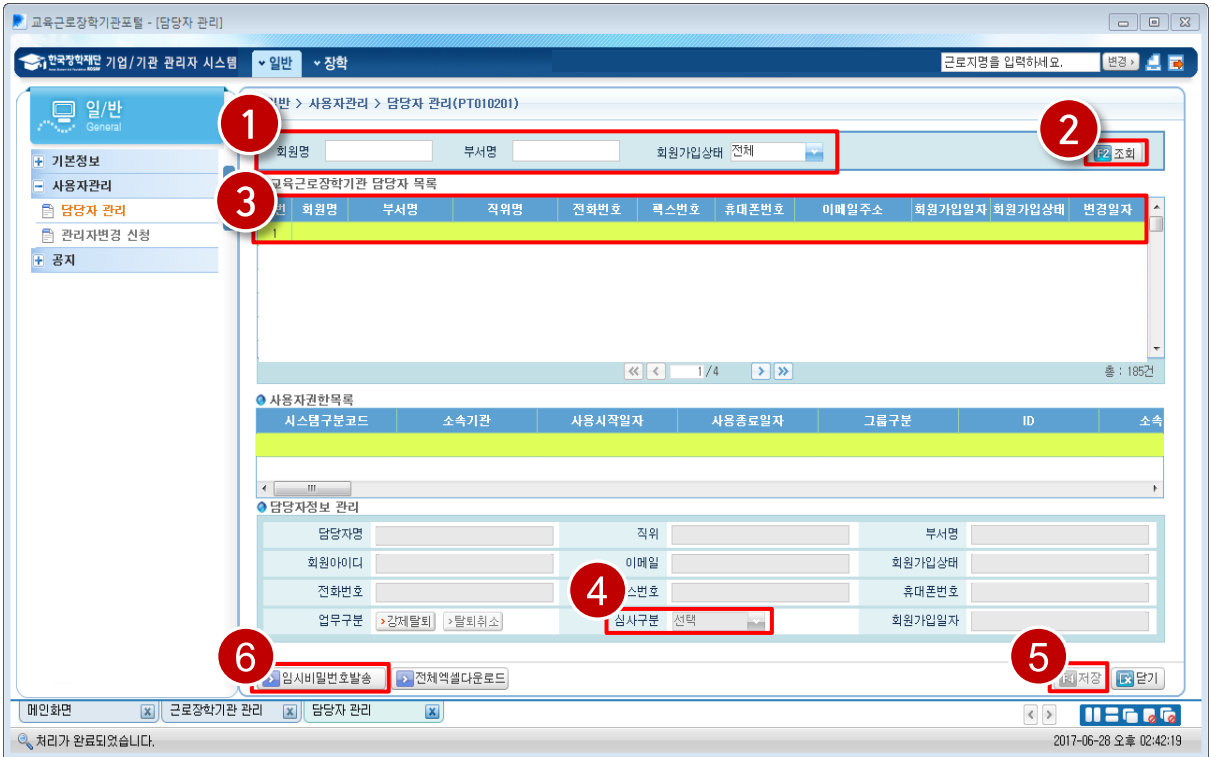 교육근로장학기관포털 - [담당자 관리]
한국장학재단 기업/기관 관리자 시스템 일반 장학 근로지명을 입력하세요. 변경
일/반
General
기본정보
사용자관리
담당자 관리
관리자변경 신청
공지
반 > 사용자관리 > 담당자 관리(PT010201)
1
2
회원명 부서명 회원가입상태 전체 F2 조회
교육근로장학기관 담당자 목록
3
번 회원명 부서명 직위명 전화번호 팩스번호 휴대폰번호 이메일주소 회원가입일자 회원가입상태 변경일자
1
1/4 총 : 185건
사용자권한목록
시스템구분코드 소속기관 사용시작일자 사용종료일자 그룹구분 ID 소속
담당자정보 관리
담당자명 직위 부서명
회원아이디 이메일 회원가입상태
4
전화번호 스번호 휴대폰번호
업무구분 강제탈퇴 탈퇴취소 심사구분 선택 회원가입일자
6
5
임시비밀번호발송 전체엑셀다운로드 저장 닫기
메인화면 근로장학기관 관리 담당자 관리
처리가 완료되었습니다. 2017-06-28 오후 02:42:19